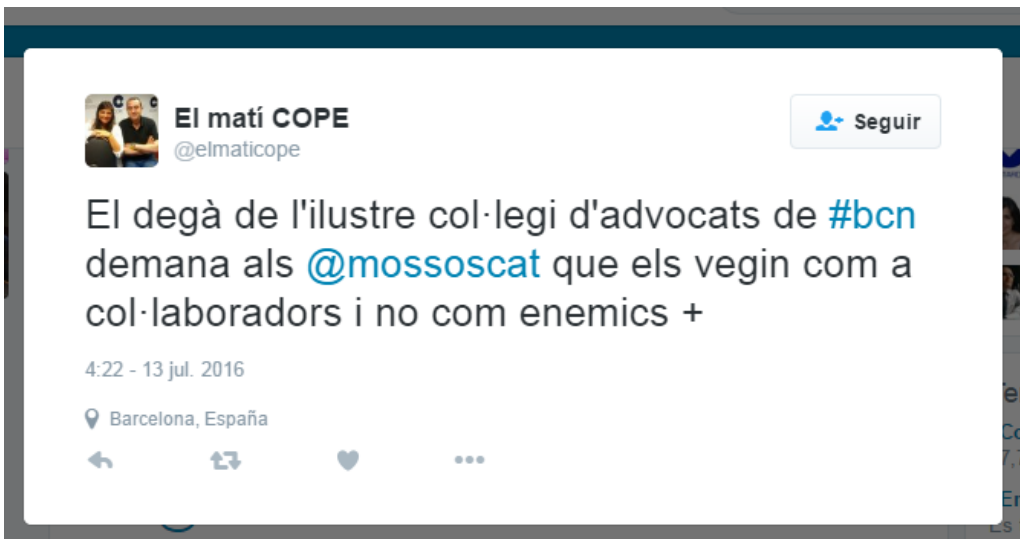 El matí COPE
@elmaticope
Seguir
El degà de l'ilustre col·legi d'advocats de #bcn
demana als @mossoscat que els vegin com a
col·laboradors i no com enemics +
4:22 - 13 jul. 2016
Barcelona, España